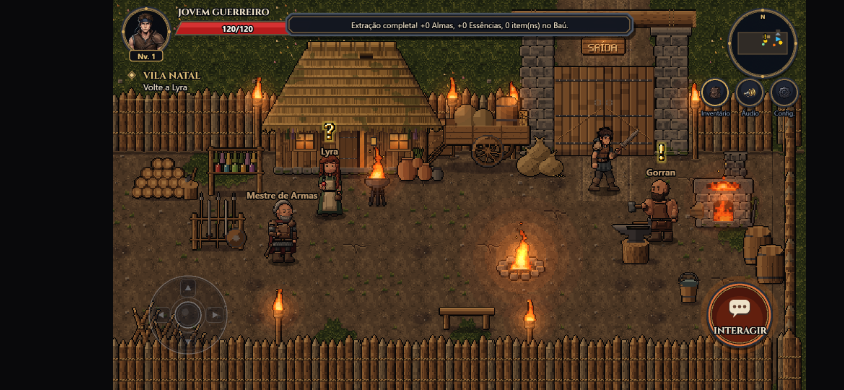 JOVEM GUERREIRO
120/120
Nv. 1
Extração completa! +0 Almas, +0 Essências, 0 item(ns) no Baú.
N
SAÍDA
VILA NATAL
Volte a Lyra
Inventário
Áudio
Config.
?
Lyra
!
Gorran
Mestre de Armas
INTERAGIR